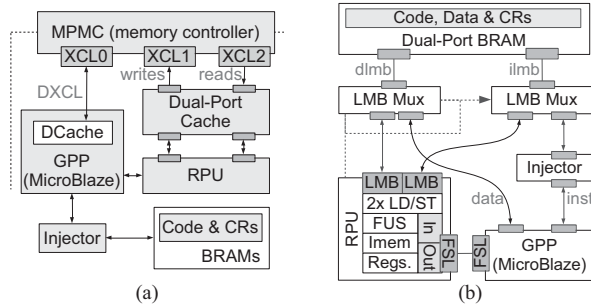 MPMC (memory controller)
XCL0
XCL1
XCL2
writes
reads
DXCL
Dual-Port
Cache
DCache
GPP
(MicroBlaze)
RPU
Injector
Code & CRs
BRAMs
(a)
Code, Data & CRs
Dual-Port BRAM
dlmb
ilmb
LMB Mux
LMB Mux
Injector
LMB
LMB
2x LD/ST
FUS
Imem
Regs.
In
Out
RPU
FSL
FSL
data
inst
GPP
(MicroBlaze)
(b)